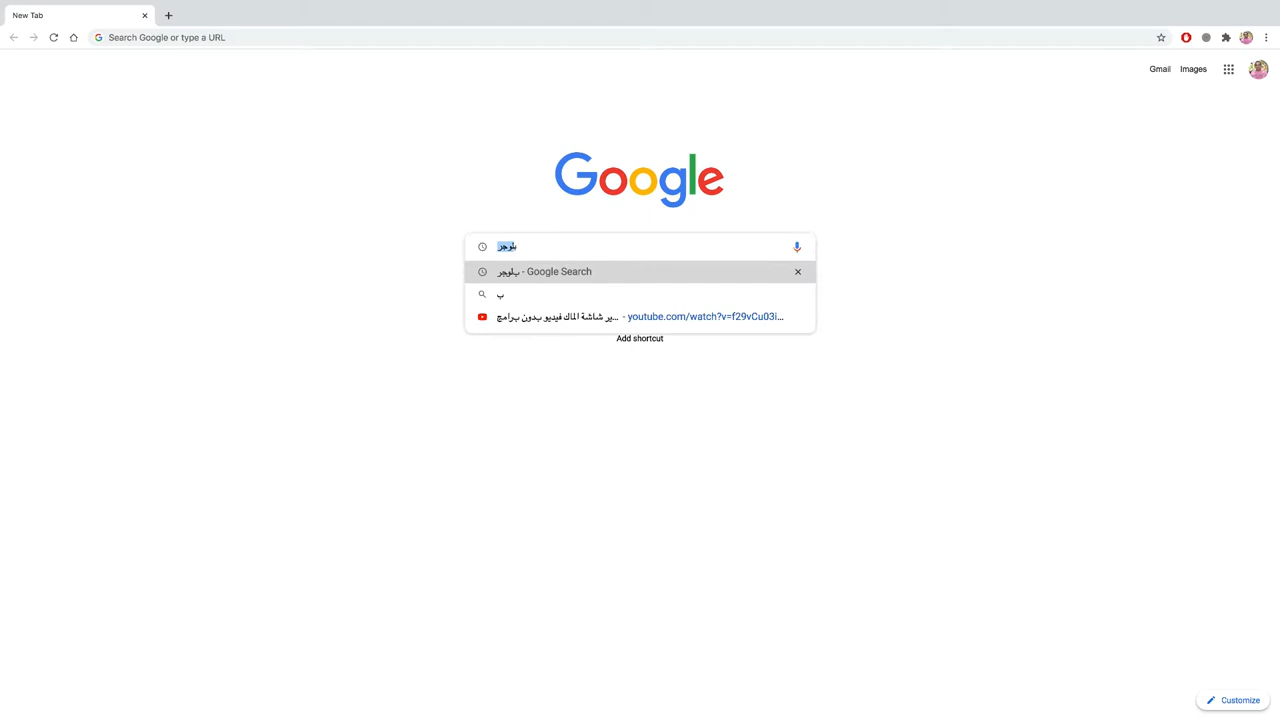 New Tab
Search Google or type a URL
Gmail Images
Google
بلوجر
بلوجر - Google Search
ب
...ير شاشة الماك فيديو بدون برامج - youtube.com/watch?v=f29vCu03i...
Add shortcut
Customize